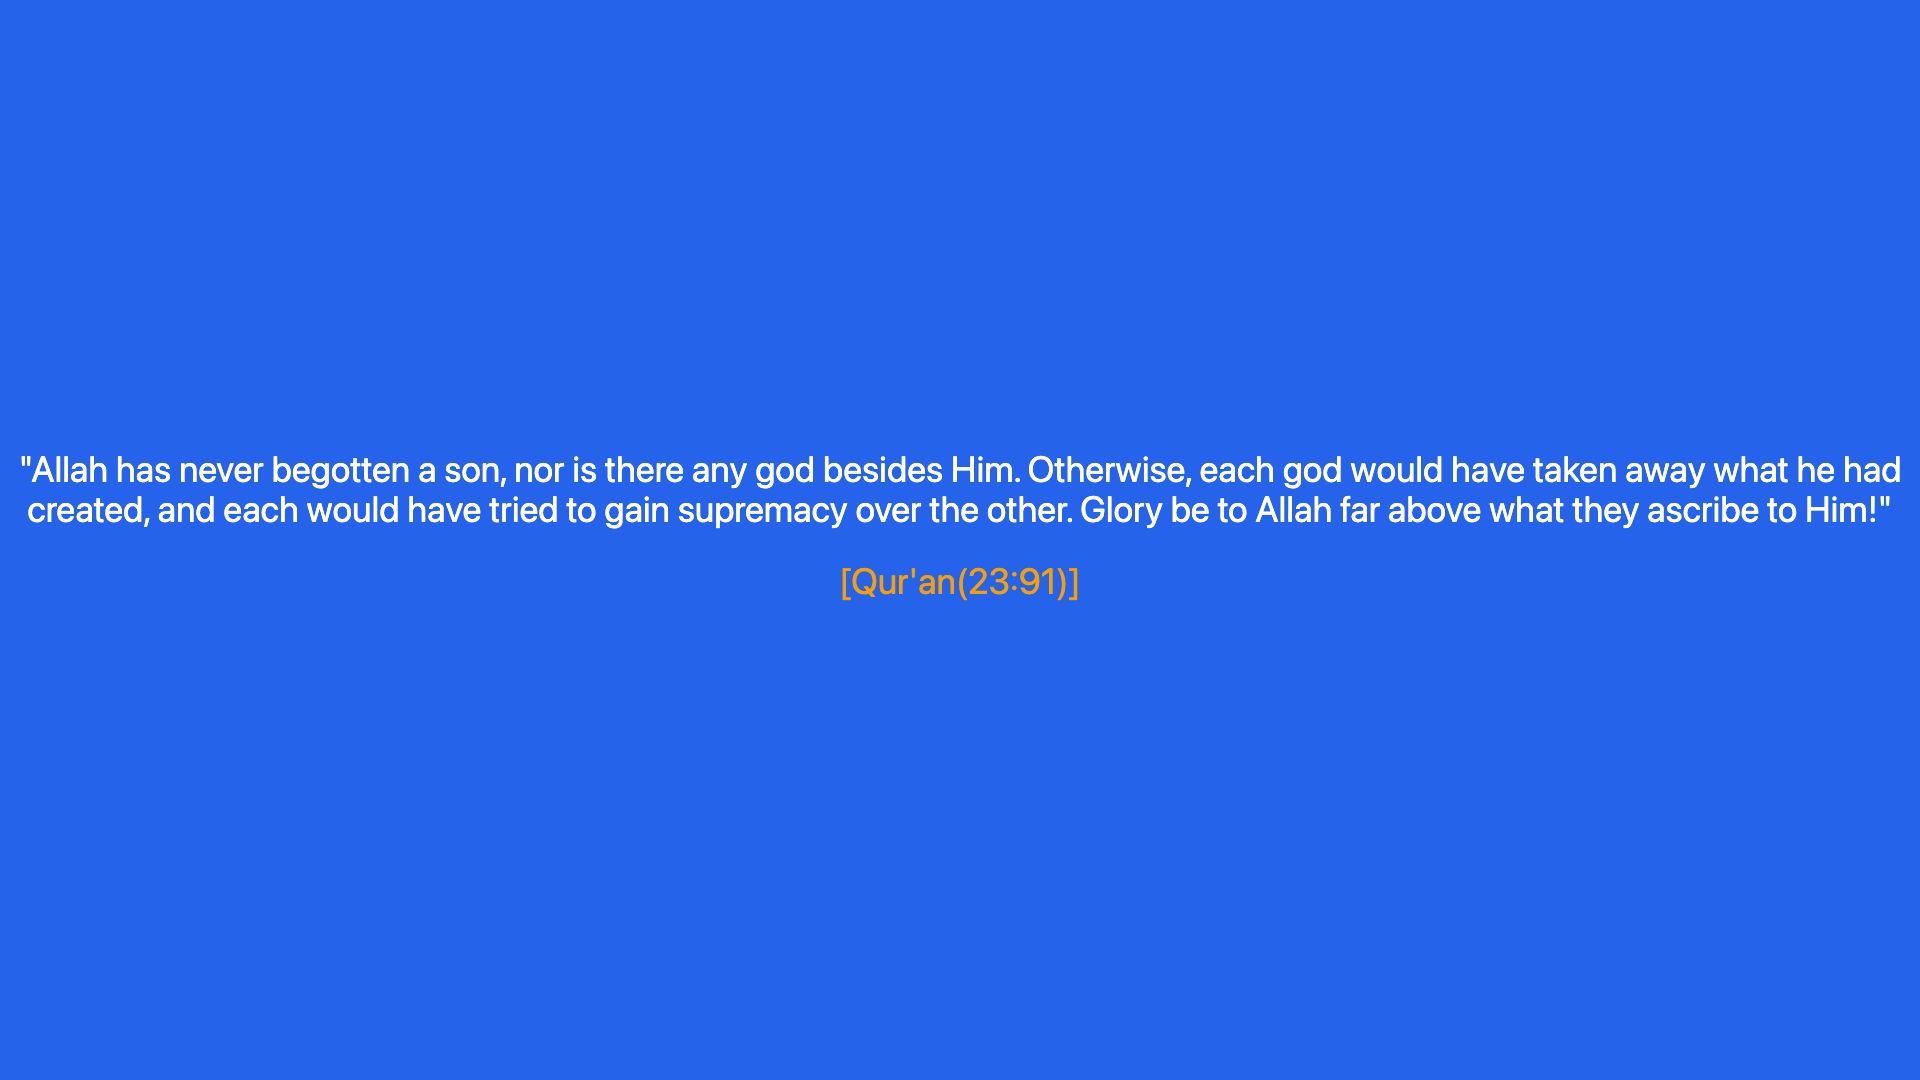 "Allah has never begotten a son, nor is there any god besides Him. Otherwise, each god would have taken away what he had
created, and each would have tried to gain supremacy over the other. Glory be to Allah far above what they ascribe to Him!"
[Qur'an(23:91)]